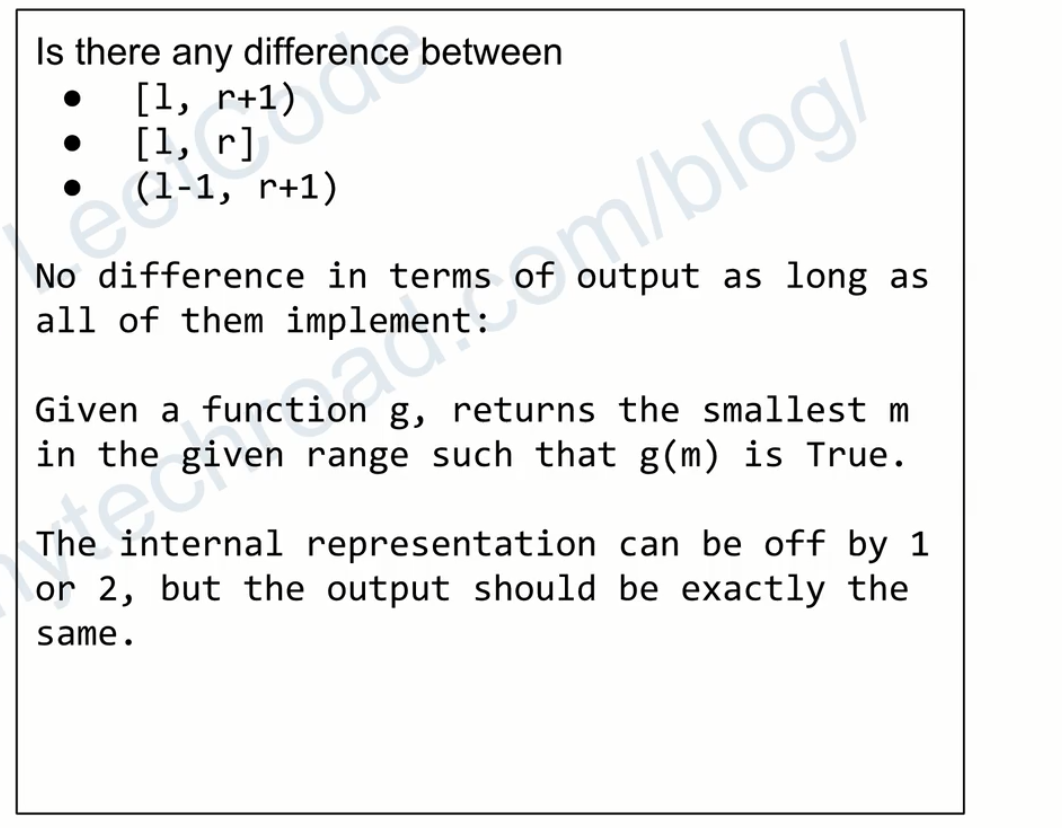 Is there any difference between
● [l, r+1)
● [l, r]
● (l-1, r+1)
No difference in terms of output as long as
all of them implement:
Given a function g, returns the smallest m
in the given range such that g(m) is True.
The internal representation can be off by 1
or 2, but the output should be exactly the
same.
LeetCode
mytechroad.com/blog/